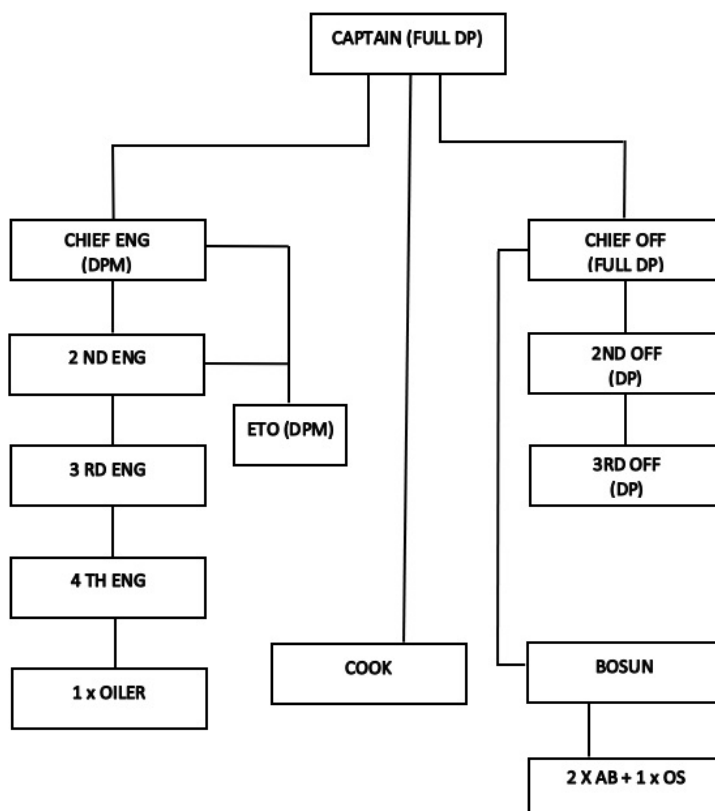 CAPTAIN (FULL DP)
CHIEF ENG
(DPM)
CHIEF OFF
(FULL DP)
2 ND ENG
2ND OFF
(DP)
ETO (DPM)
3 RD ENG
3RD OFF
(DP)
4 TH ENG
COOK
BOSUN
1 x OILER
2 X AB + 1 x OS